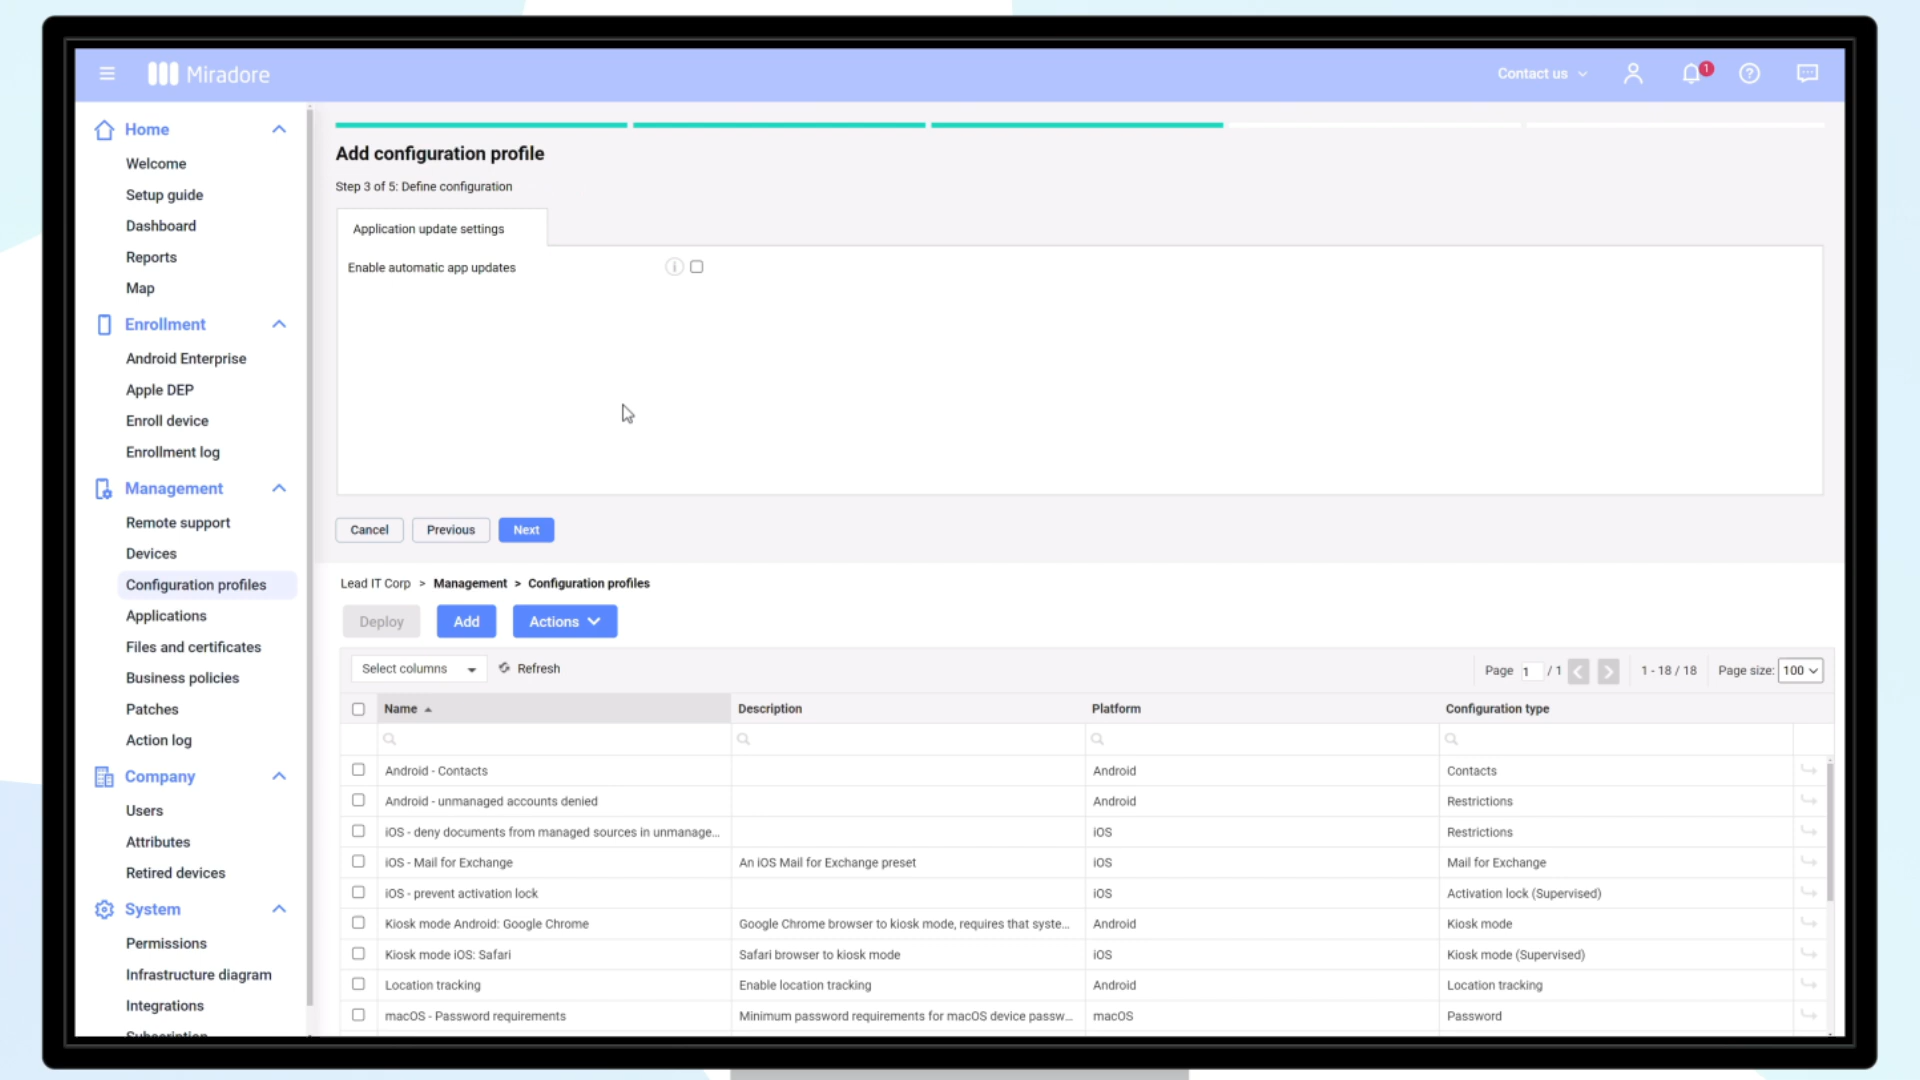 Miradore
Contact us
1
Home
Welcome
Setup guide
Dashboard
Reports
Map
Enrollment
Android Enterprise
Apple DEP
Enroll device
Enrollment log
Management
Remote support
Devices
Configuration profiles
Applications
Files and certificates
Business policies
Patches
Action log
Company
Users
Attributes
Retired devices
System
Permissions
Infrastructure diagram
Integrations
Subscription
Add configuration profile
Step 3 of 5: Define configuration
Application update settings
Enable automatic app updates
Cancel Previous Next
Lead IT Corp > Management > Configuration profiles
Deploy Add Actions
Select columns Refresh Page 1 / 1 1 - 18 / 18 Page size: 100
Name Description Platform Configuration type
Android - Contacts Android Contacts
Android - unmanaged accounts denied Android Restrictions
iOS - deny documents from managed sources in unmanage... iOS Restrictions
iOS - Mail for Exchange An iOS Mail for Exchange preset iOS Mail for Exchange
iOS - prevent activation lock iOS Activation lock (Supervised)
Kiosk mode Android: Google Chrome Google Chrome browser to kiosk mode, requires that syste... Android Kiosk mode
Kiosk mode iOS: Safari Safari browser to kiosk mode iOS Kiosk mode (Supervised)
Location tracking Enable location tracking Android Location tracking
macOS - Password requirements Minimum password requirements for macOS device passw... macOS Password